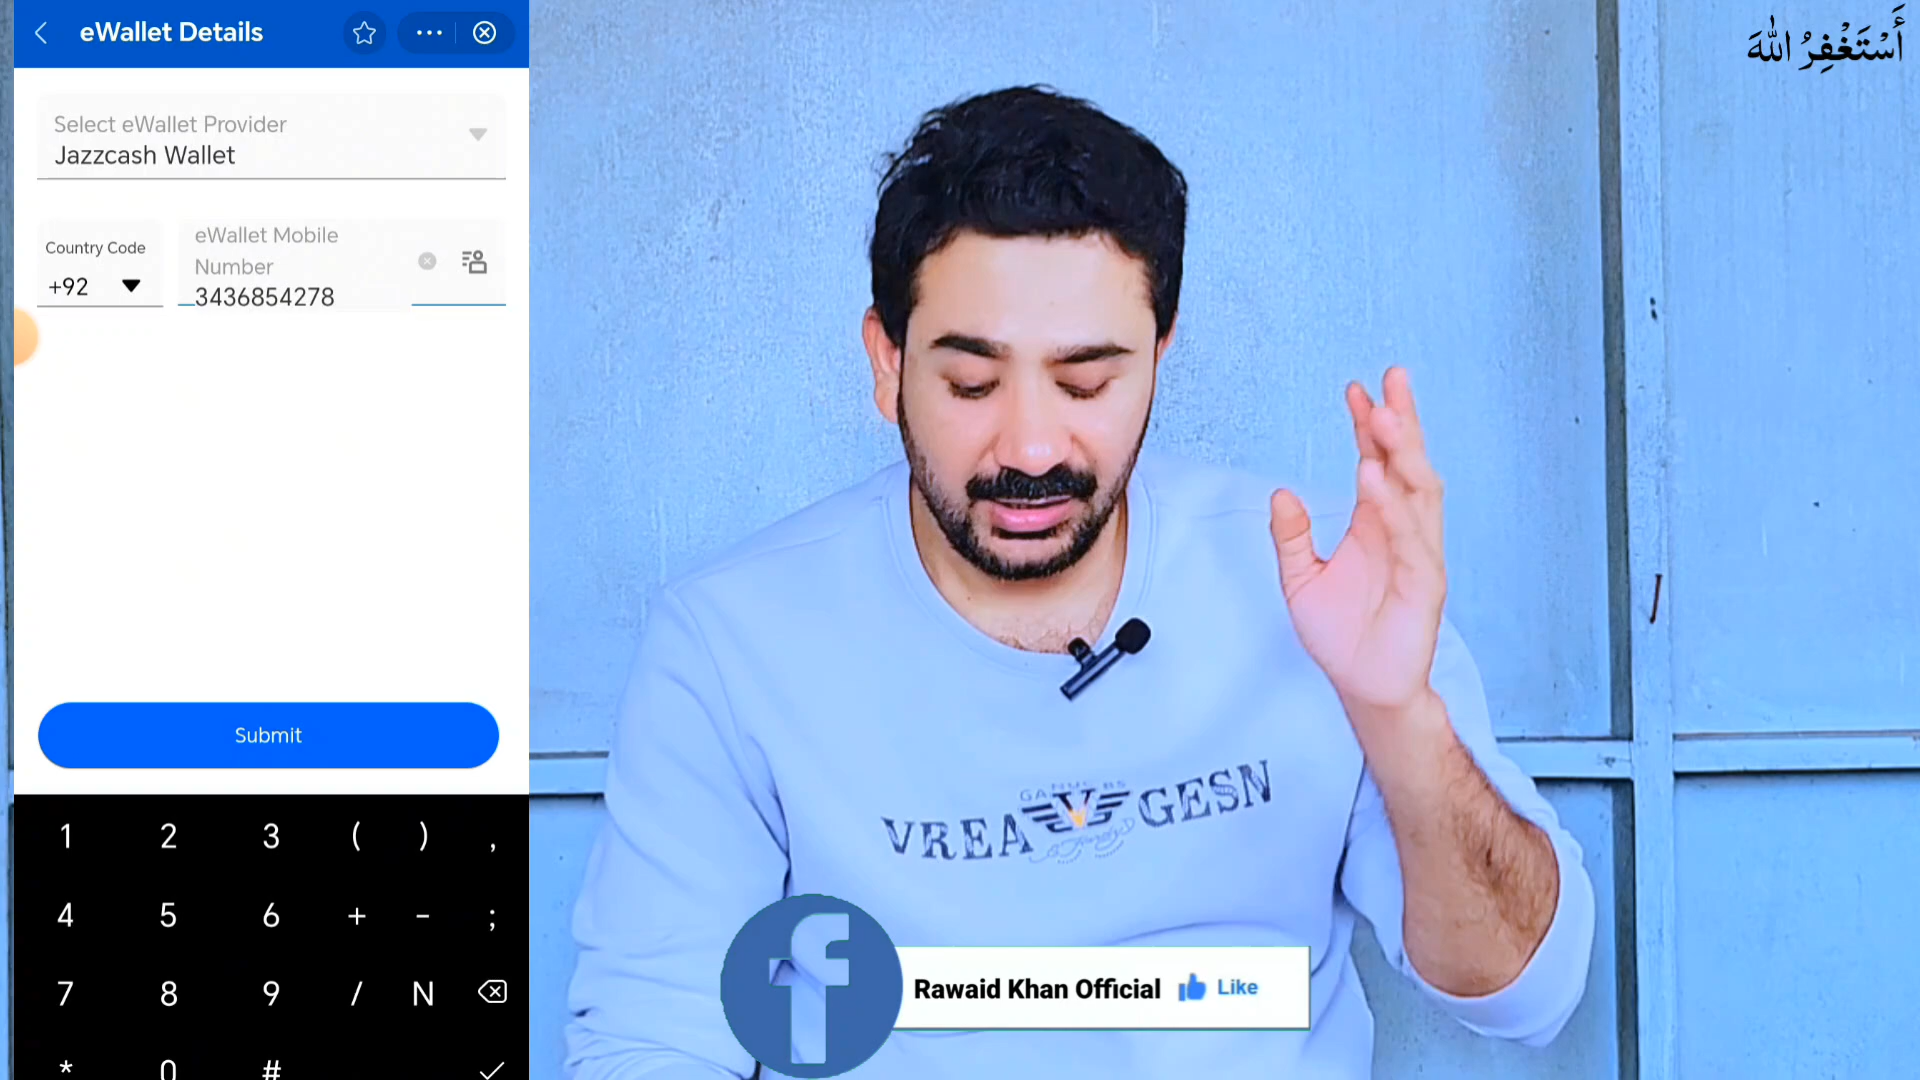 eWallet Details
Select eWallet Provider
Jazzcash Wallet
Country Code
+92
eWallet Mobile
Number
3436854278
Submit
1 2 3 ( ) ,
4 5 6 + - ;
7 8 9 / N
* 0 #
أَسْتَغْفِرُ اللهَ
VREA V GESN
Rawaid Khan Official
Like